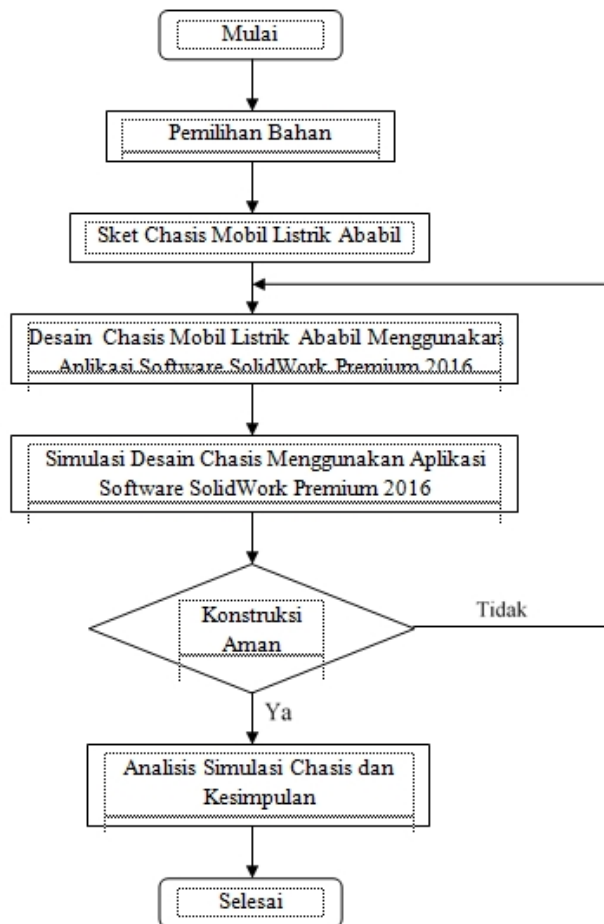 Mulai
Pemilihan Bahan
Sket Chasis Mobil Listrik Ababil
Desain Chasis Mobil Listrik Ababil Menggunakan
Aplikasi Software SolidWork Premium 2016
Simulasi Desain Chasis Menggunakan Aplikasi
Software SolidWork Premium 2016
Konstruksi
Aman
Tidak
Ya
Analisis Simulasi Chasis dan
Kesimpulan
Selesai